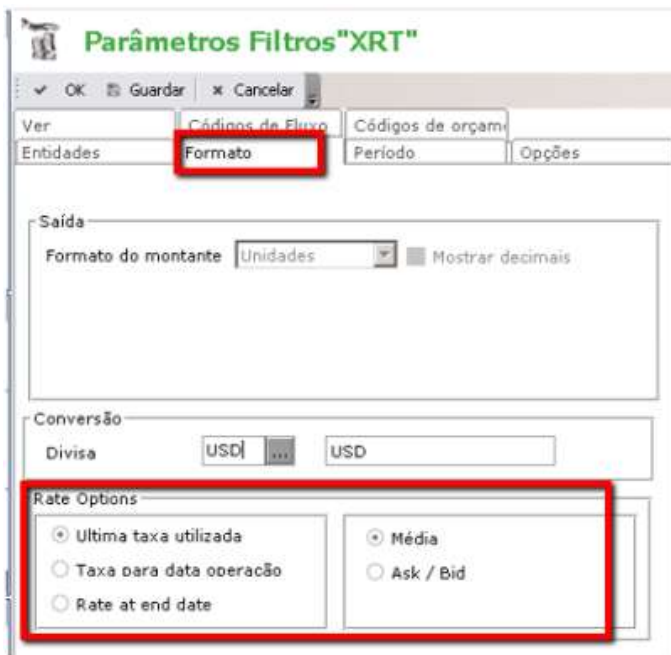 Parâmetros Filtros"XRT"
OK Guardar Cancelar
Ver Códigos de Fluxo Códigos de orçam
Entidades Formato Período Opções
Saída
Formato do montante Unidades Mostrar decimais
Conversão
Divisa USD ... USD
Rate Options
Ultima taxa utilizada Média
Taxa para data operacão Ask / Bid
Rate at end date